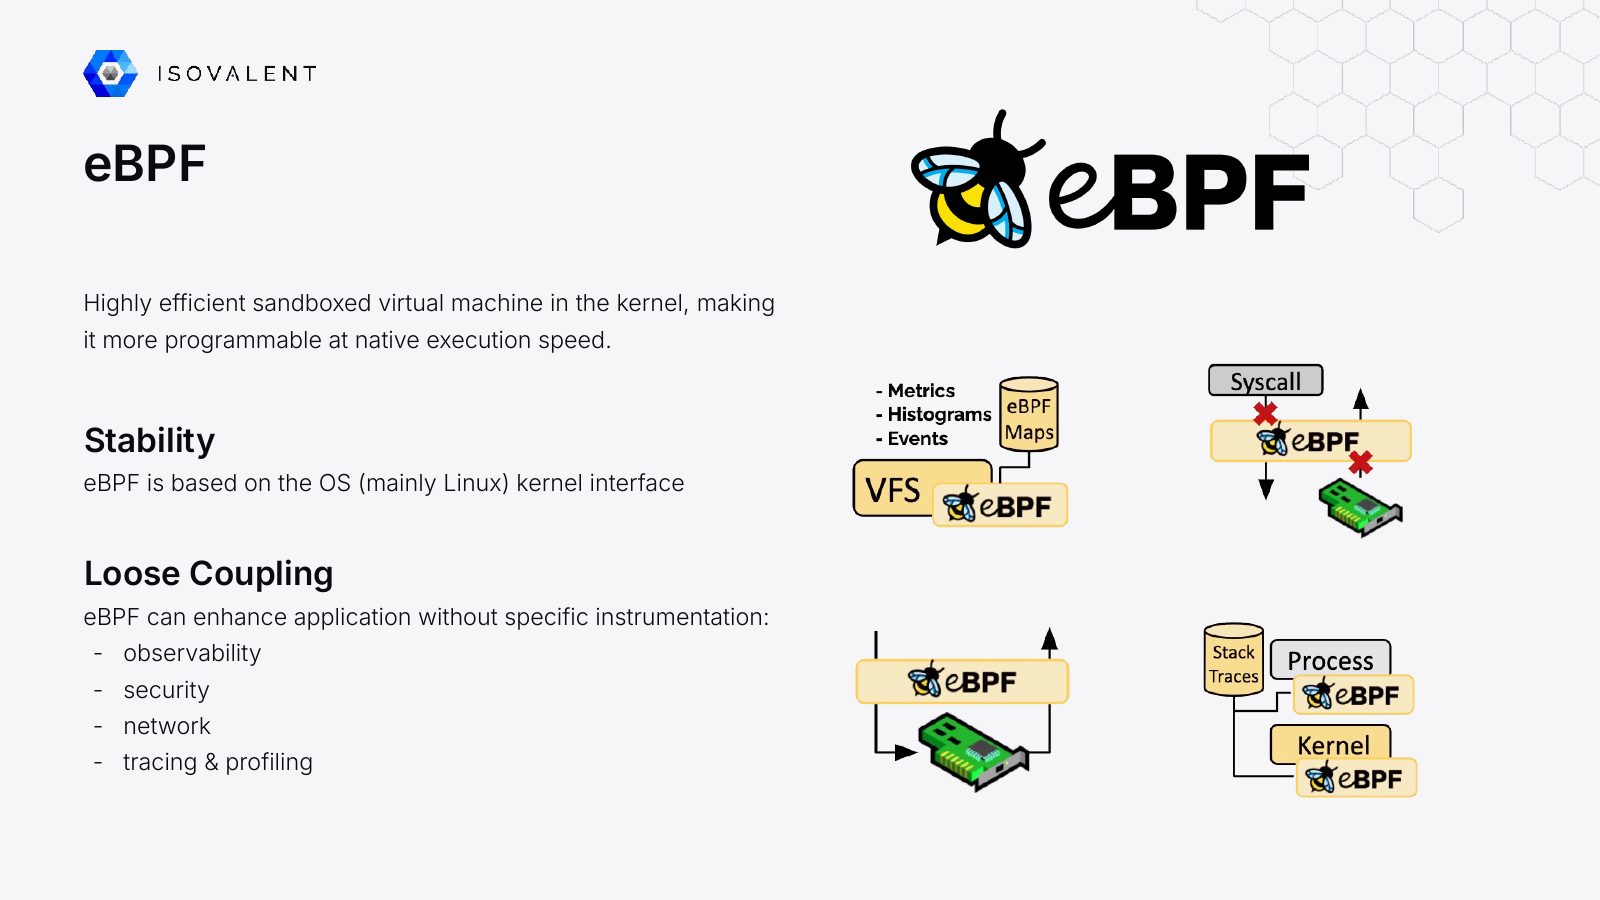 ISOVALENT
eBPF
eBPF
Highly efficient sandboxed virtual machine in the kernel, making
it more programmable at native execution speed.
Stability
eBPF is based on the OS (mainly Linux) kernel interface
Loose Coupling
eBPF can enhance application without specific instrumentation:
- observability
- security
- network
- tracing & profiling
- Metrics
- Histograms
- Events
eBPF
Maps
VFS
eBPF
Syscall
eBPF
eBPF
Stack
Traces
Process
eBPF
Kernel
eBPF